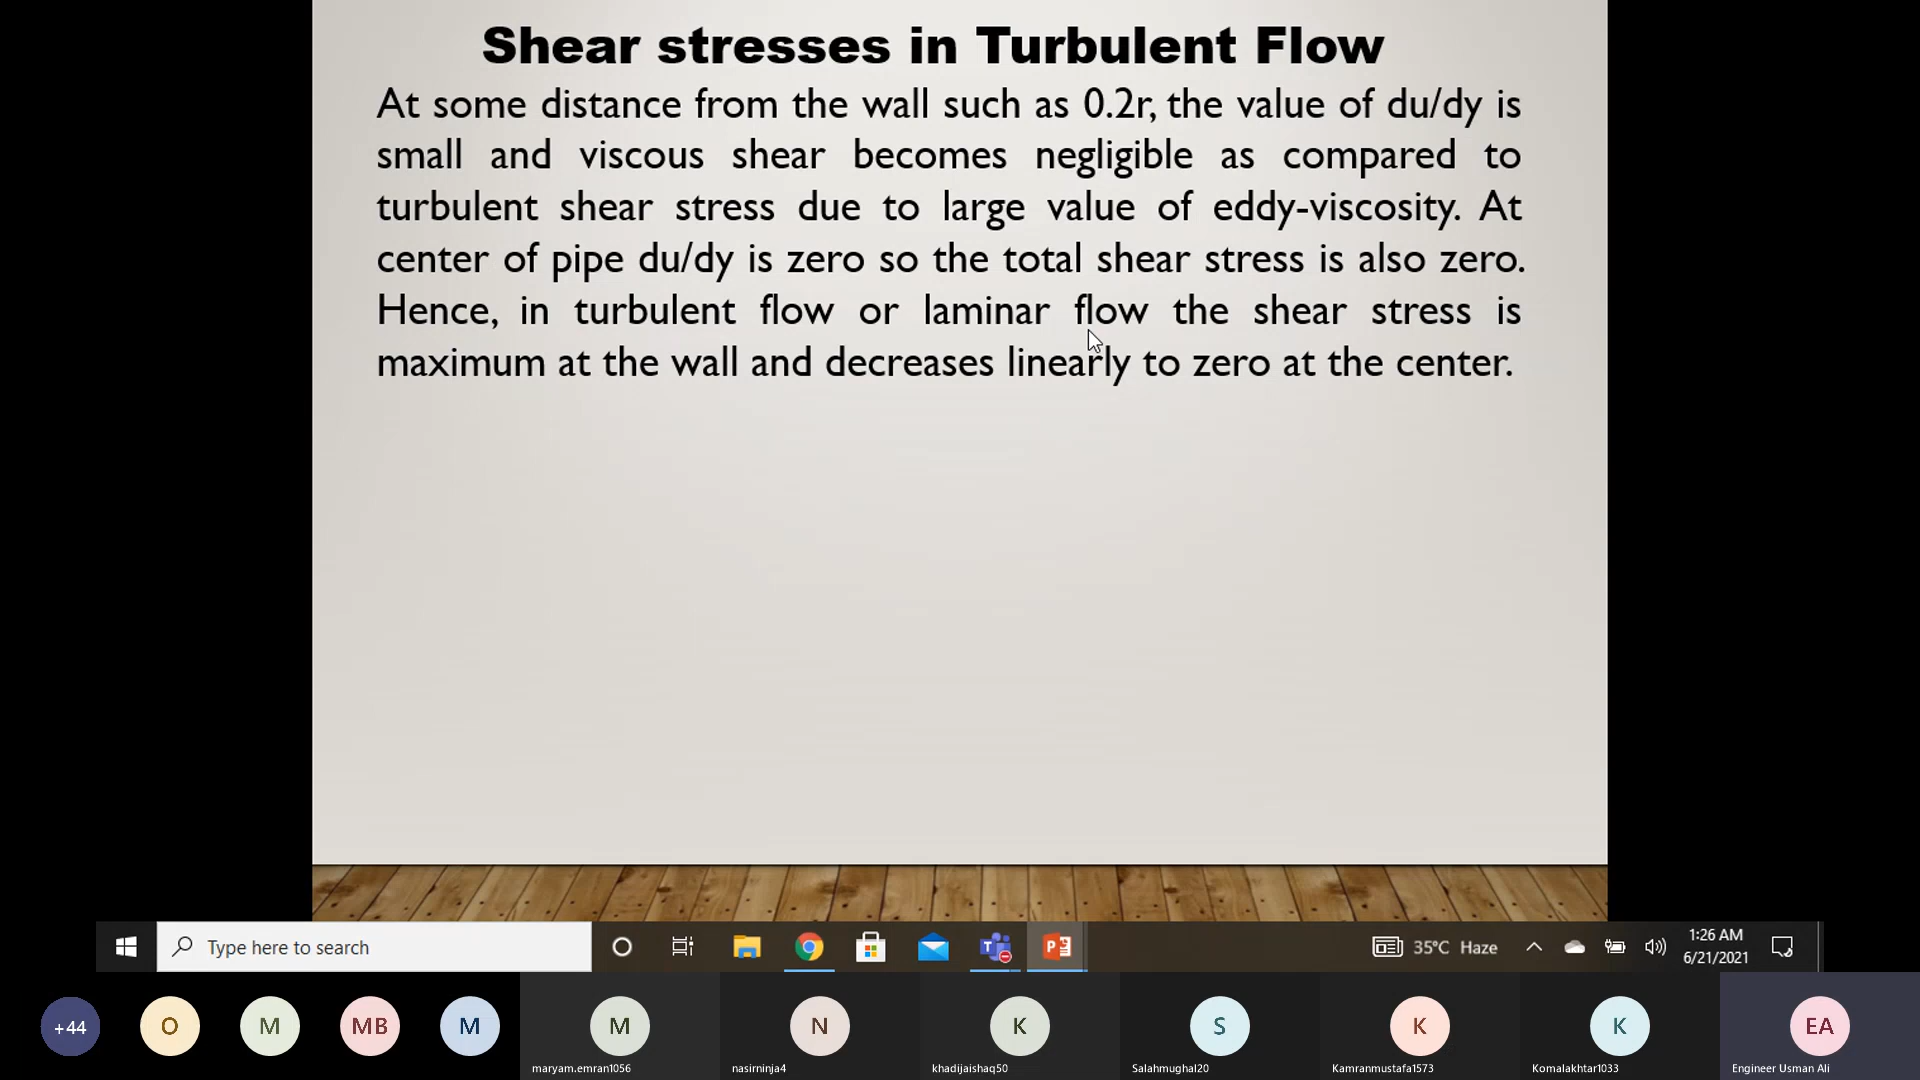 Shear stresses in Turbulent Flow
At some distance from the wall such as 0.2r, the value of du/dy is
small and viscous shear becomes negligible as compared to
turbulent shear stress due to large value of eddy-viscosity. At
center of pipe du/dy is zero so the total shear stress is also zero.
Hence, in turbulent flow or laminar flow the shear stress is
maximum at the wall and decreases linearly to zero at the center.
Type here to search
35°C Haze
1:26 AM
6/21/2021
+44
O
M
MB
M
M
N
K
S
K
K
EA
maryam.emran1056
nasirninja4
khadijaishaq50
Salahmughal20
Kamranmustafa1573
Komalakhtar1033
Engineer Usman Ali